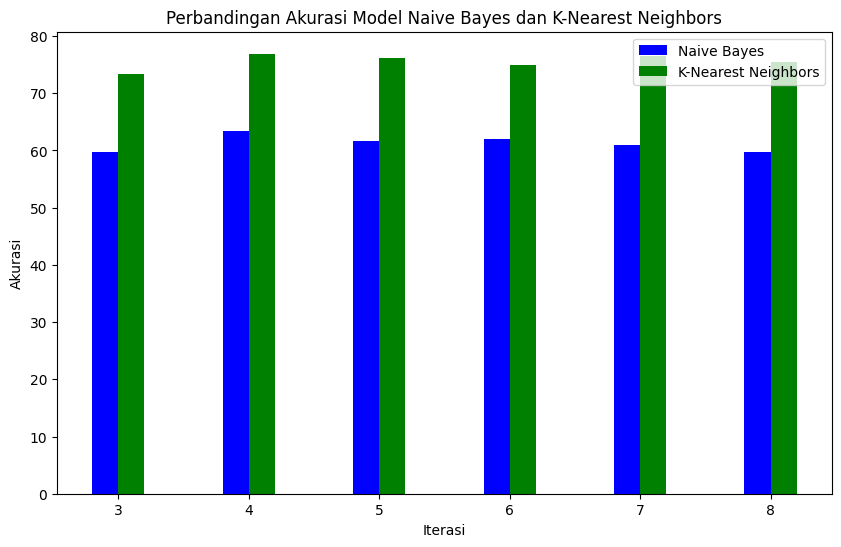 Perbandingan Akurasi Model Naive Bayes dan K-Nearest Neighbors
Naive Bayes
K-Nearest Neighbors
Akurasi
80
70
60
50
40
30
20
10
0
3 4 5 6 7 8
Iterasi